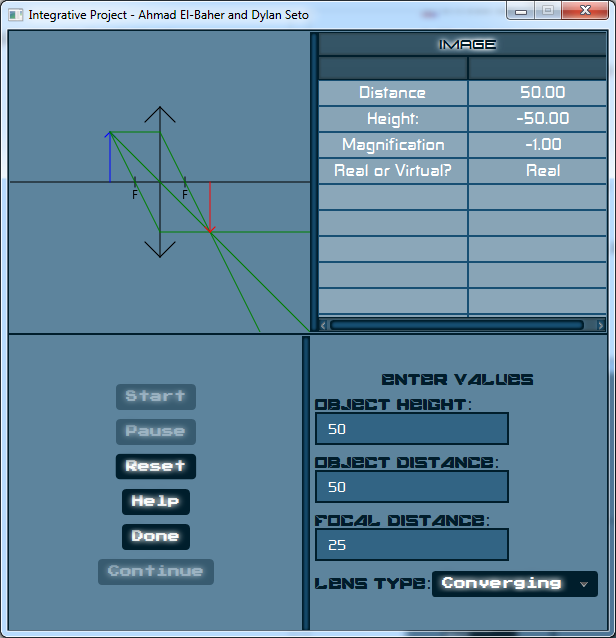 Integrative Project - Ahmad El-Baher and Dylan Seto
IMAGE
Distance 50.00
Height: -50.00
Magnification -1.00
Real or Virtual? Real
F F
Start
Pause
Reset
Help
Done
Continue
ENTER VALUES
OBJECT HEIGHT:
50
OBJECT DISTANCE:
50
FOCAL DISTANCE:
25
LENS TYPE: Converging